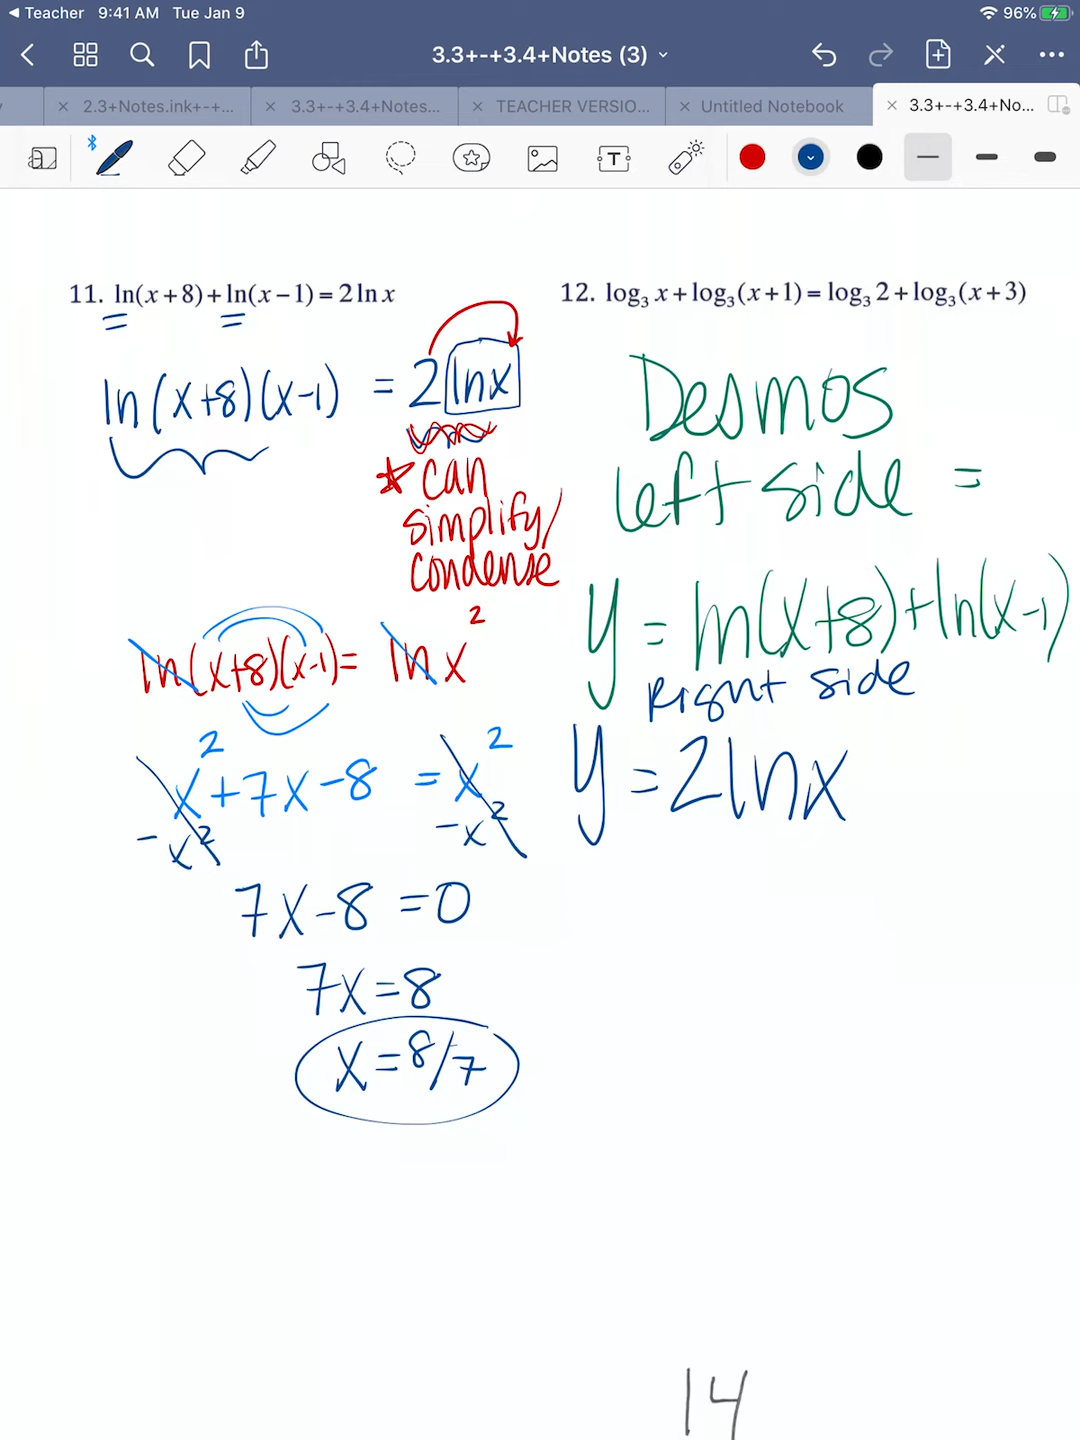 Teacher 9:41 AM Tue Jan 9 96%
3.3+-+3.4+Notes (3)
2.3+Notes.ink+-+... 3.3+-+3.4+Notes... TEACHER VERSIO... Untitled Notebook 3.3+-+3.4+No...
T
11. ln(x+8)+ln(x−1)=2lnx
ln(x+8)(x-1) = 2lnx
can
simplify/
condense
ln(x+8)(x-1)= lnx²
x²+7x-8 = x²
-x² -x²
7x-8 =0
7x=8
x=8/7
12. log₃ x+log₃(x+1)=log₃ 2+log₃(x+3)
Desmos
left side =
y = ln(x+8)+ln(x-1)
Right side
y=2lnx
14